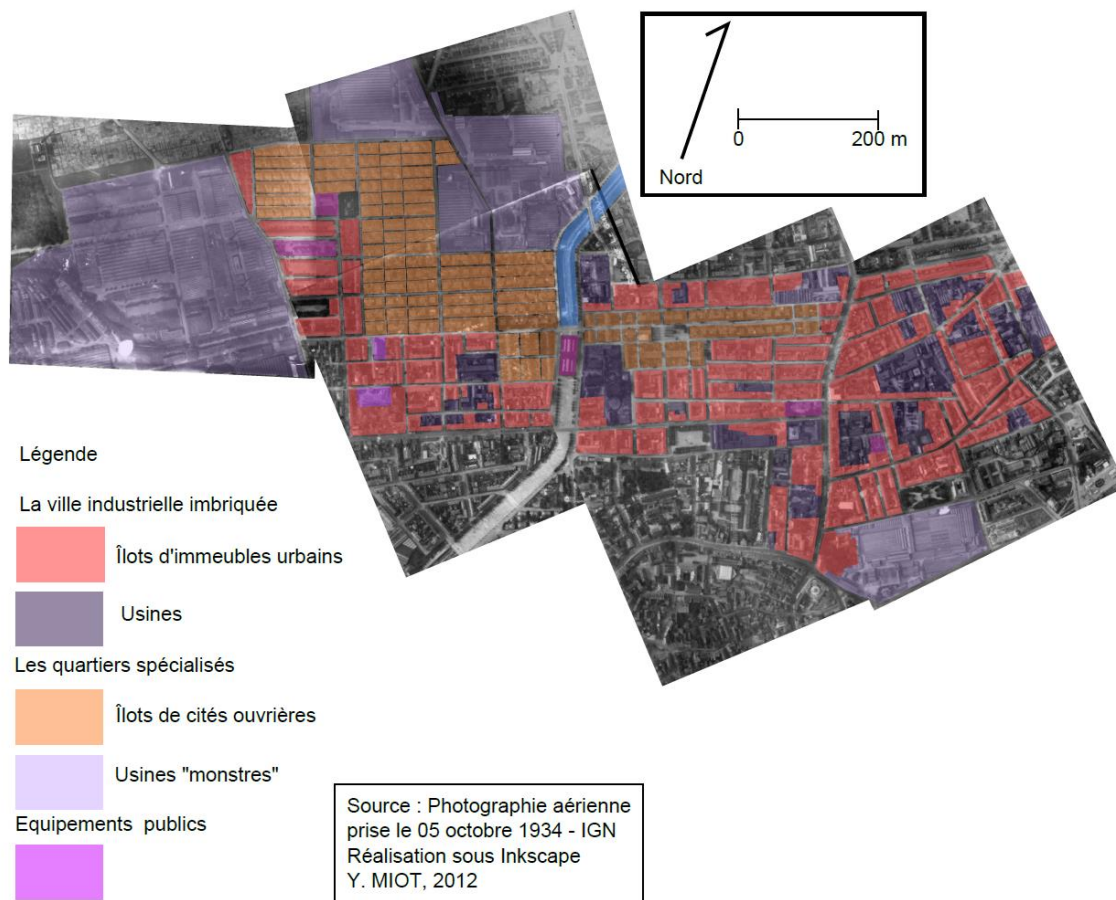 Nord
0
200 m
Légende
La ville industrielle imbriquée
Îlots d'immeubles urbains
Usines
Les quartiers spécialisés
Îlots de cités ouvrières
Usines "monstres"
Equipements publics
Source : Photographie aérienne
prise le 05 octobre 1934 - IGN
Réalisation sous Inkscape
Y. MIOT, 2012